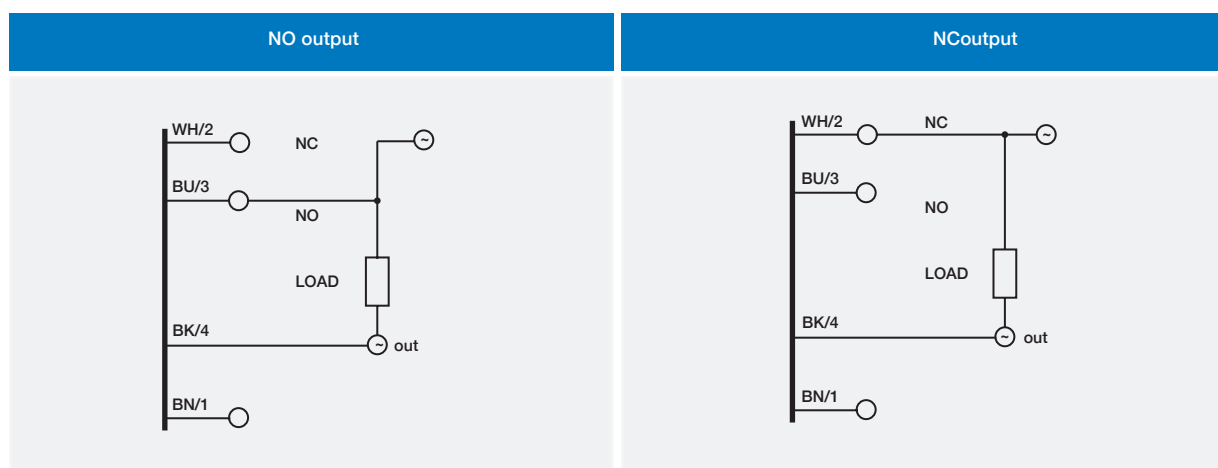 NO output
WH/2
NC
BU/3
NO
LOAD
BK/4
out
BN/1
NCoutput
WH/2
NC
BU/3
NO
LOAD
BK/4
out
BN/1